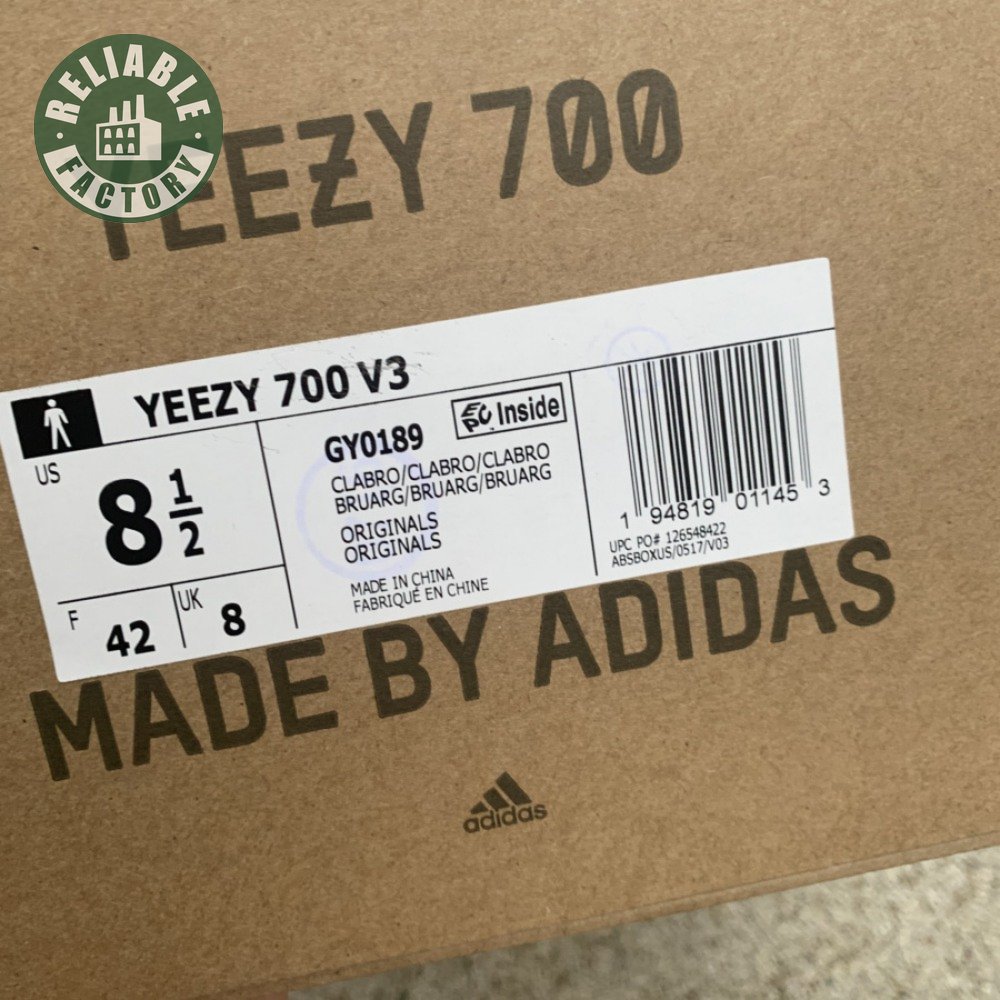 RELIABLE
FACTORY
YEEZY 700
YEEZY 700 V3
US
8 1/2
F
42
UK
8
GY0189
EPC Inside
CLABRO/CLABRO/CLABRO
BRUARG/BRUARG/BRUARG
ORIGINALS
ORIGINALS
MADE IN CHINA
FABRIQUÉ EN CHINE
1 94819 01145 3
UPC PO# 126548422
ABSBOXUS/0517/V03
MADE BY ADIDAS
adidas